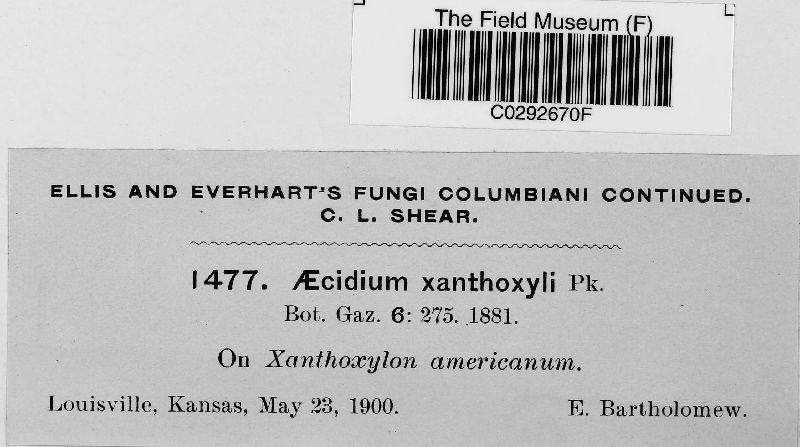 The Field Museum (F)
C0292670F
ELLIS AND EVERHART'S FUNGI COLUMBIANI CONTINUED.
C. L. SHEAR.
1477. Æcidium xanthoxyli Pk.
Bot. Gaz. 6: 275. 1881.
On Xanthoxylon americanum.
Louisville, Kansas, May 23, 1900. E. Bartholomew.